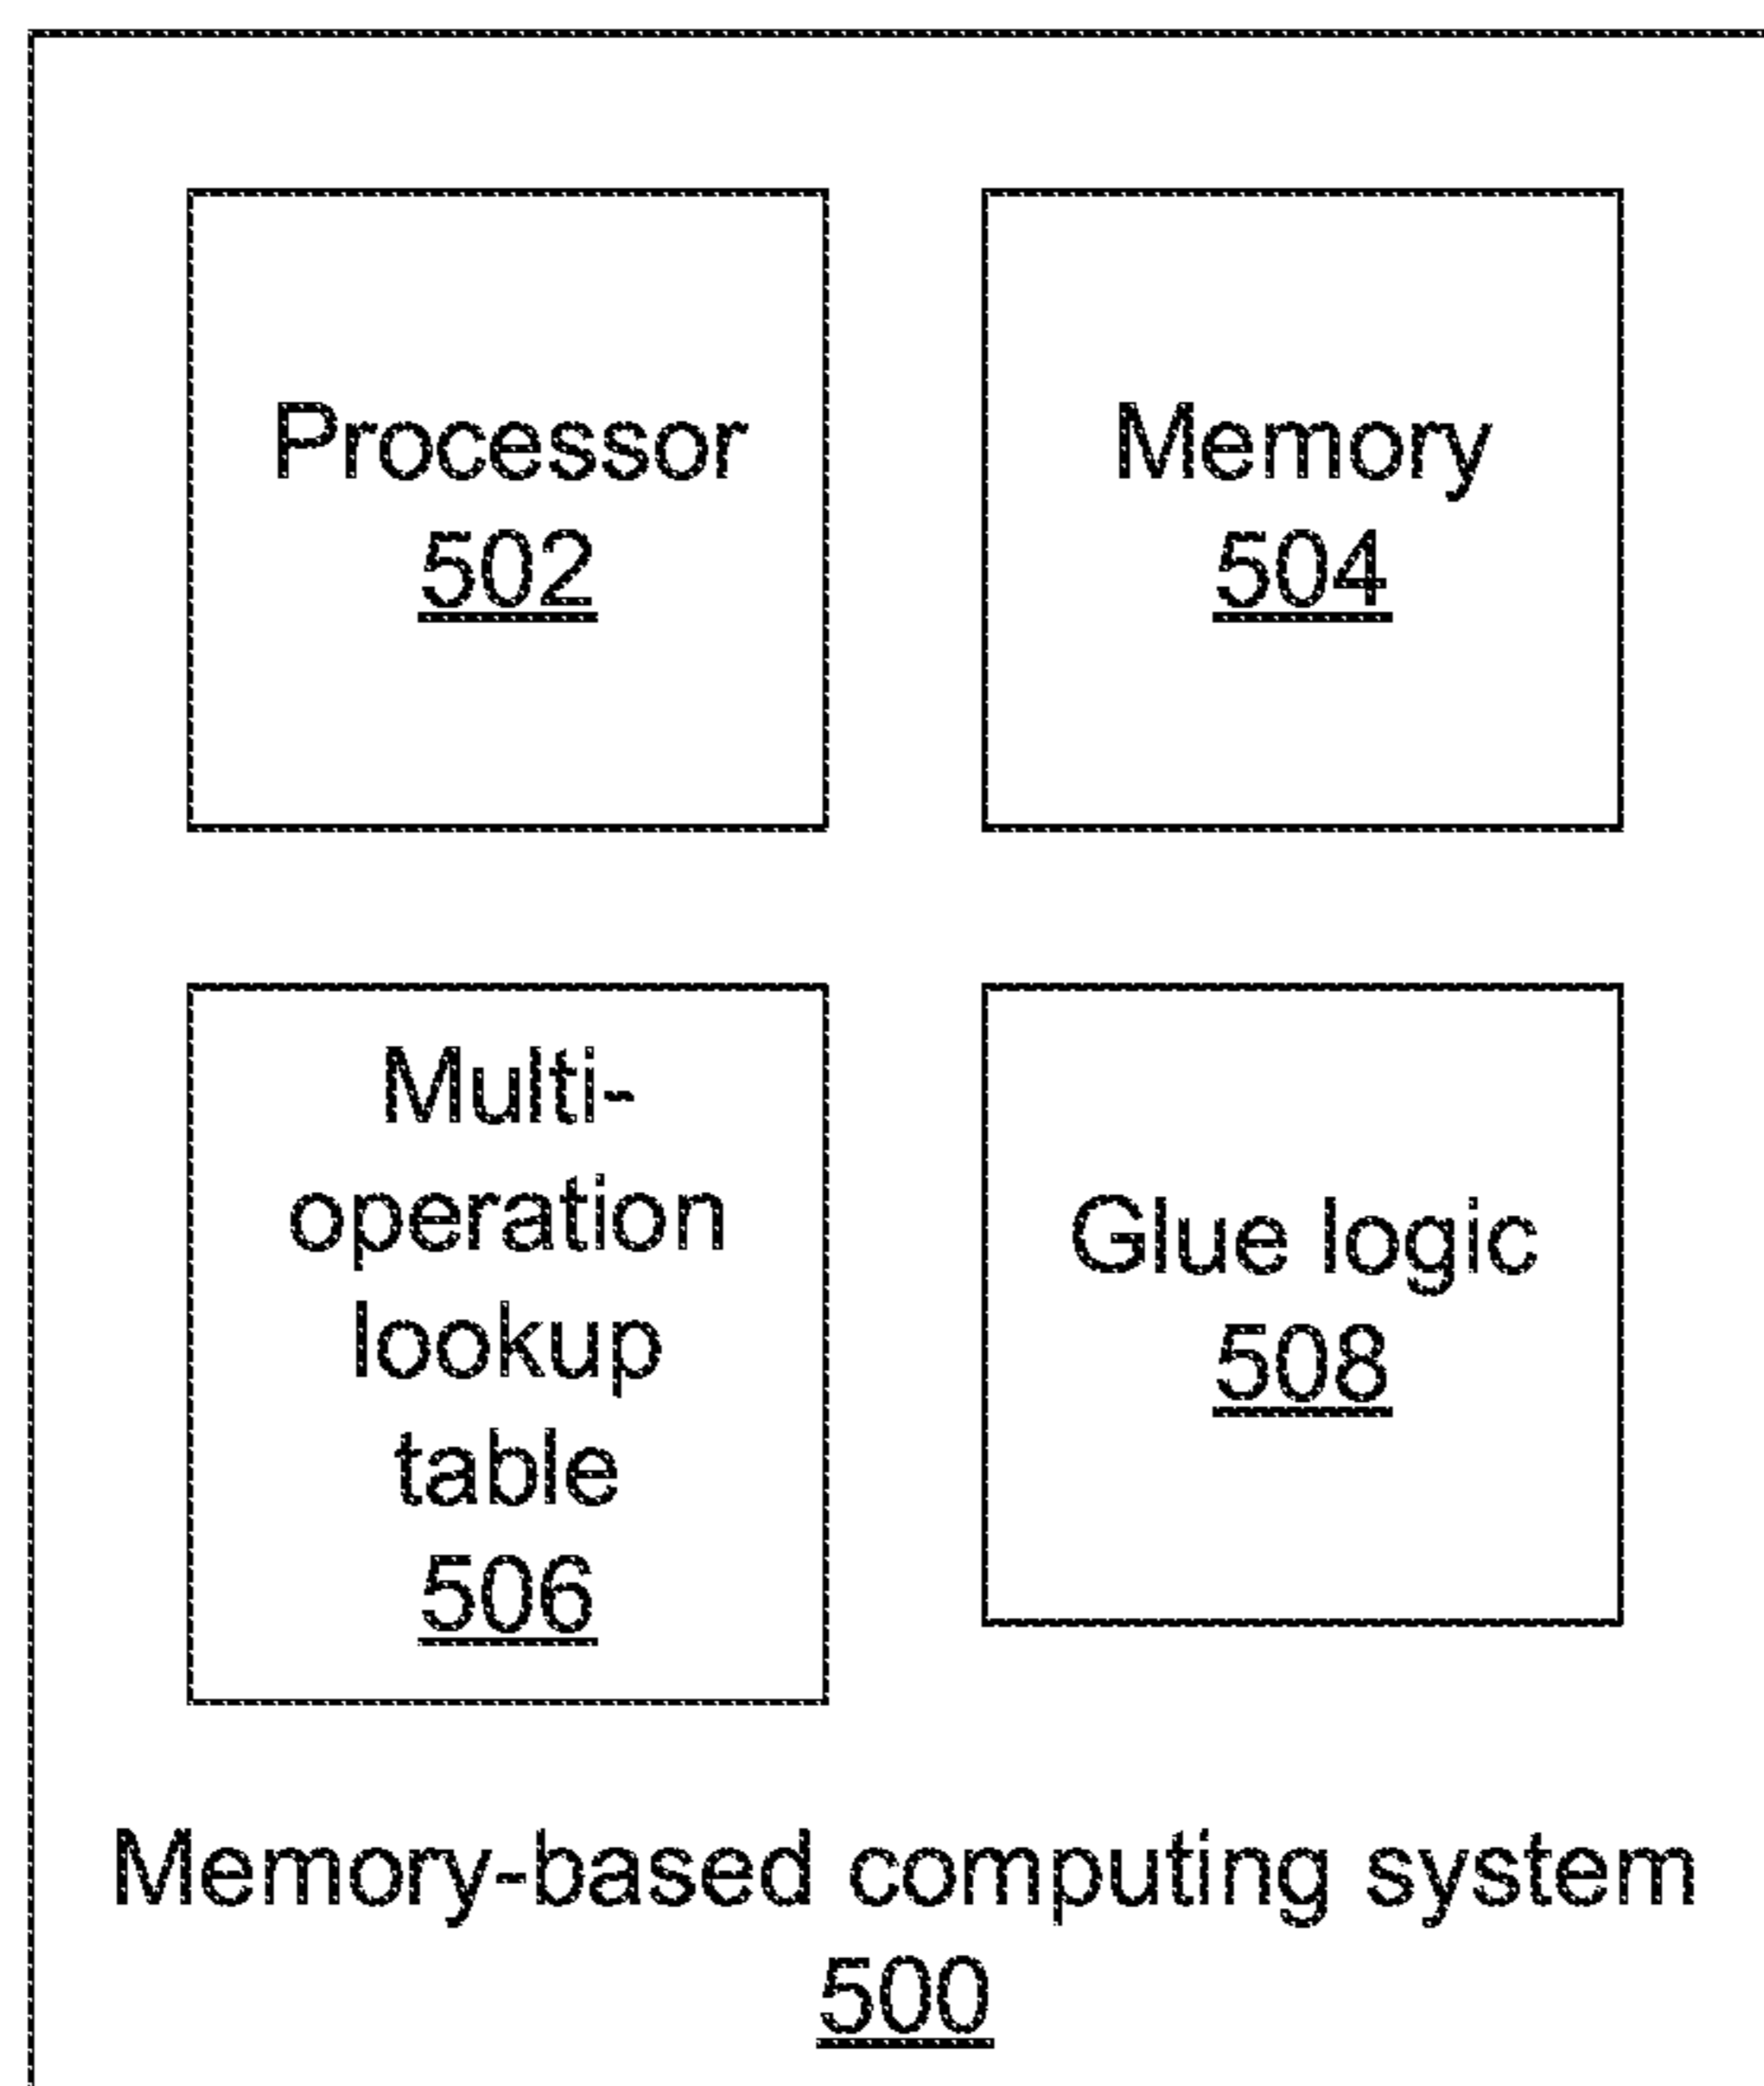 Processor
502
Memory
504
Multi-
operation
lookup
table
506
Glue logic
508
Memory-based computing system
500